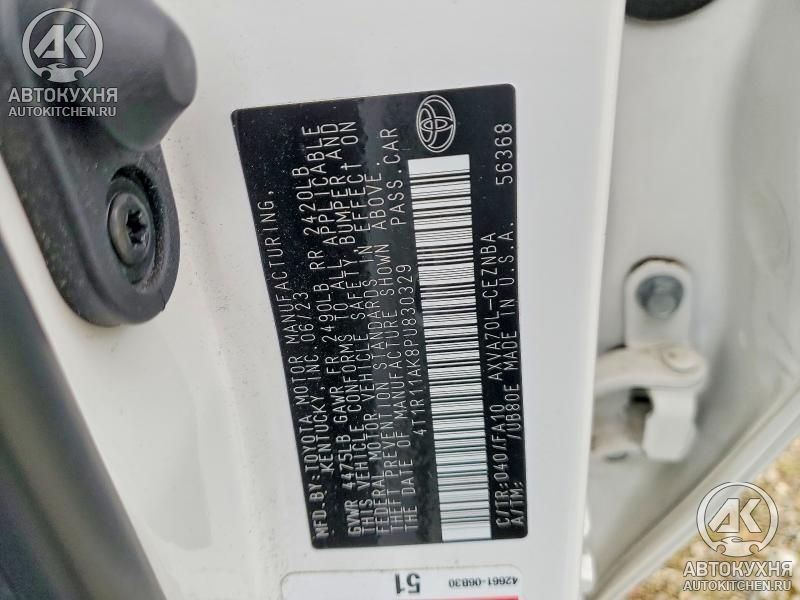 MFD.BY:TOYOTA MOTOR MANUFACTURING,
KENTUCKY, INC. 06/23
GVWR 4475LB GAWR FR 2490LB RR 2420LB
THIS VEHICLE CONFORMS TO ALL APPLICABLE
FEDERAL MOTOR VEHICLE SAFETY, BUMPER, AND
THEFT PREVENTION STANDARDS IN EFFECT ON
THE DATE OF MANUFACTURE SHOWN ABOVE.
4T1R11AK8PU830329 PASS.CAR
C/TR:040/FA10 AXVA70L-CEZNBA
A/TM: /UB80E MADE IN U.S.A. 56368
42661-06B30
51
AK
АВТОКУХНЯ
AUTOKITCHEN.RU
AK
АВТОКУХНЯ
AUTOKITCHEN.RU